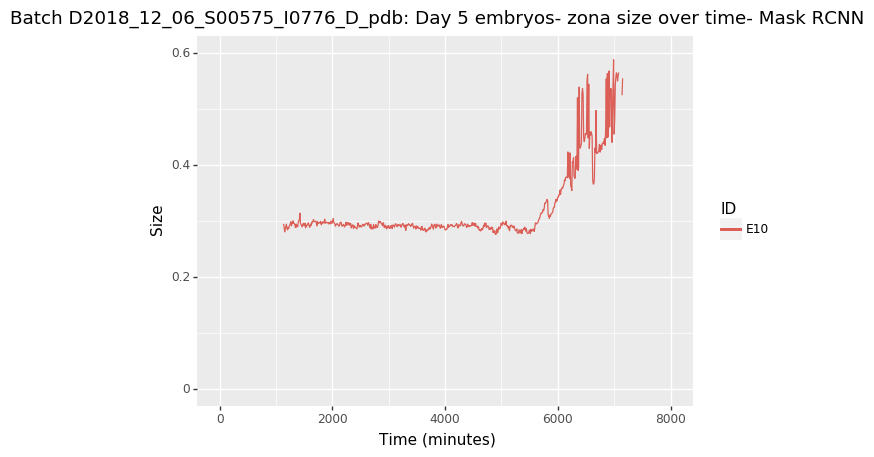 Batch D2018_12_06_S00575_I0776_D_pdb: Day 5 embryos- zona size over time- Mask RCNN
0.6
0.4
0.2
0
Size
0
2000
4000
6000
8000
Time (minutes)
ID
E10